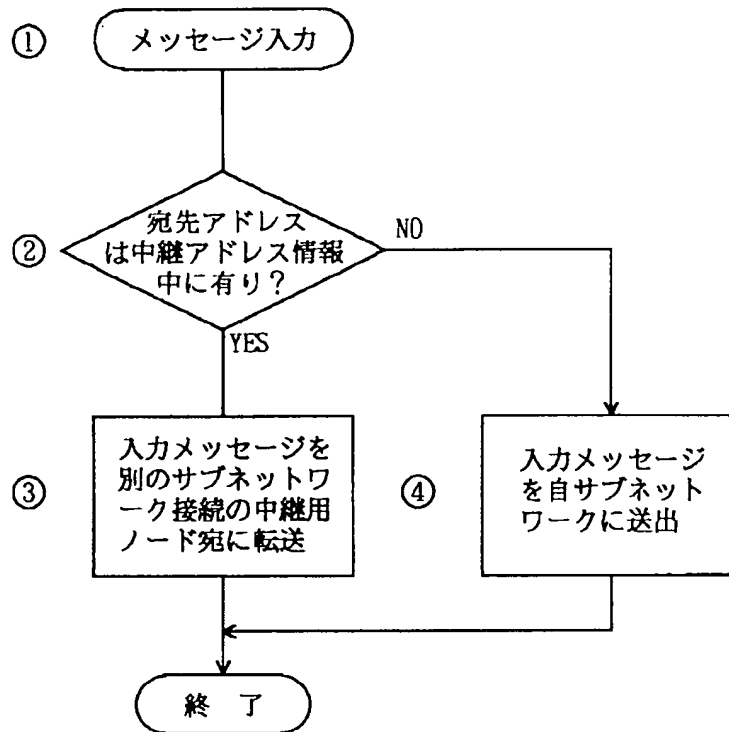 ① メッセージ入力
② 宛先アドレス
は中継アドレス情報
中に有り？
NO
YES
③ 入力メッセージを
別のサブネットワ
ーク接続の中継用
ノード宛に転送
④ 入力メッセージ
を自サブネット
ワークに送出
終 了